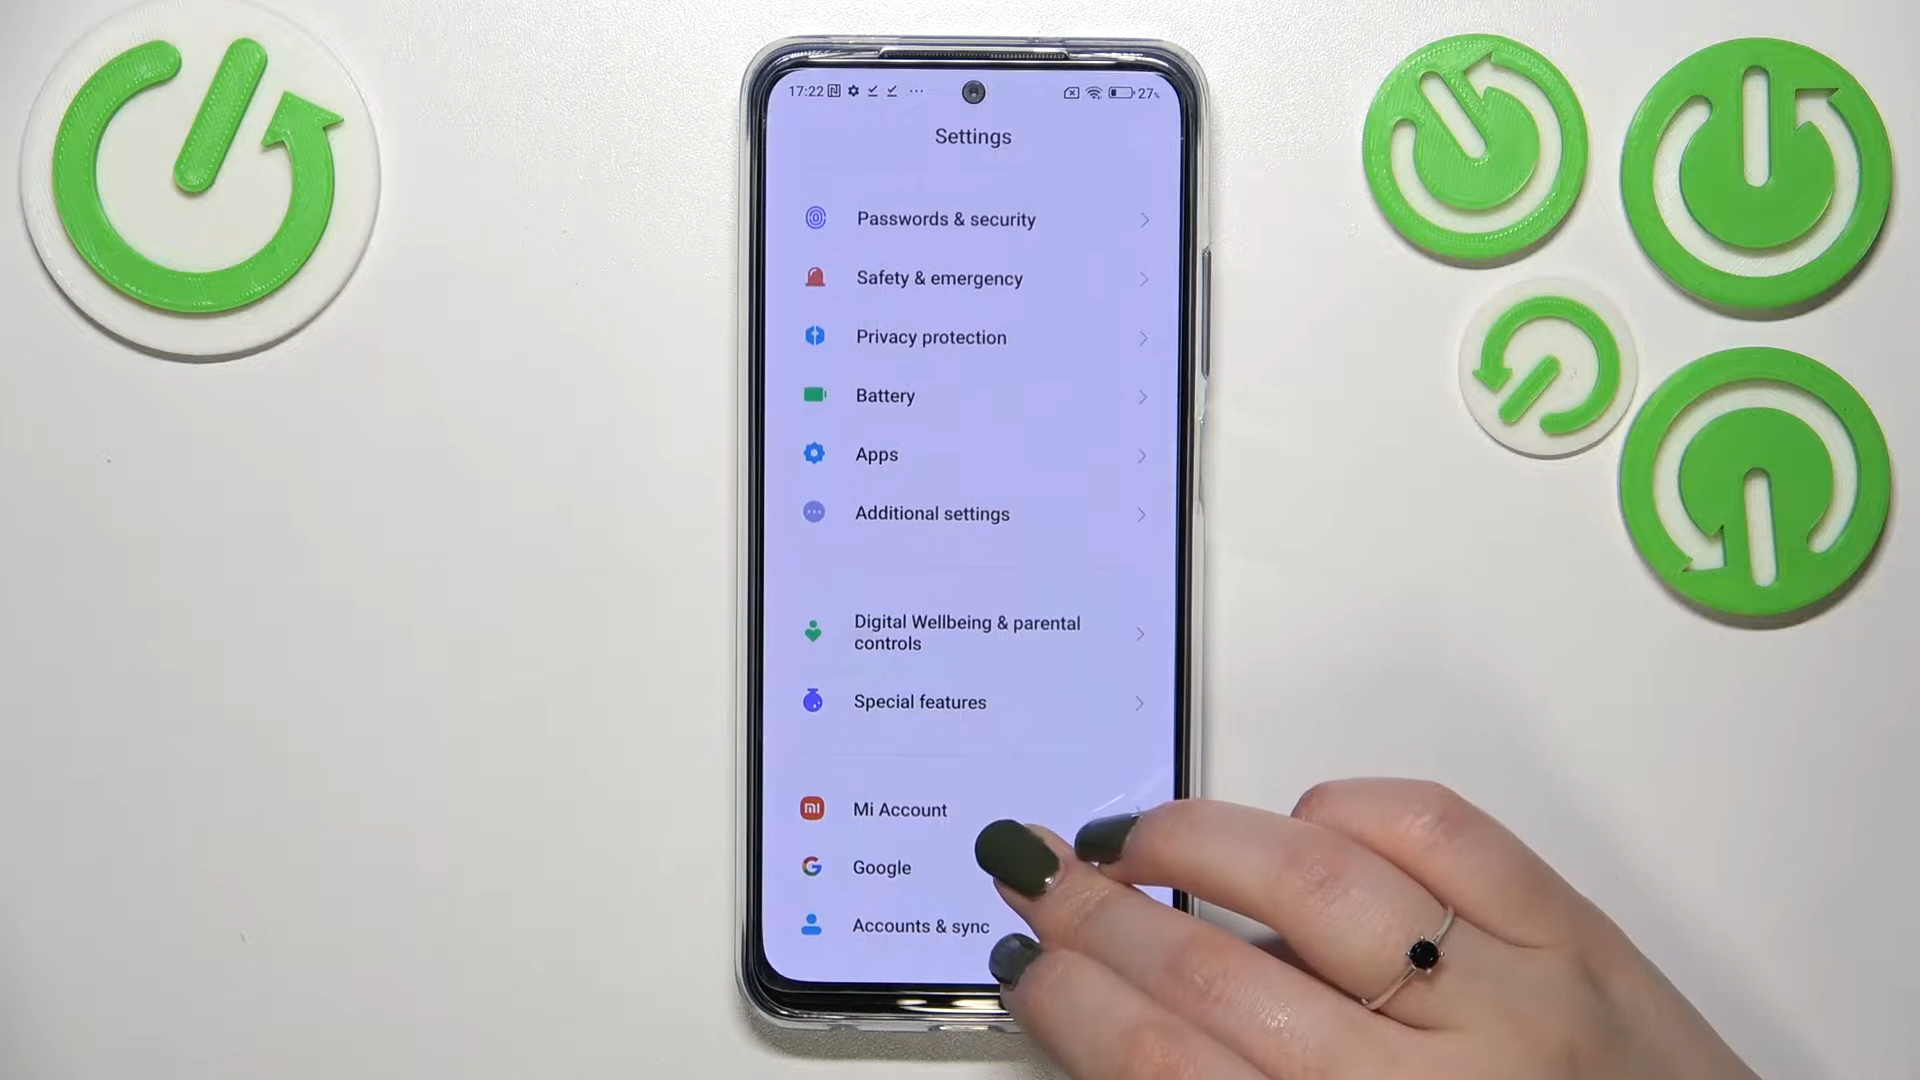 17:22 27%
Settings
Passwords & security
Safety & emergency
Privacy protection
Battery
Apps
Additional settings
Digital Wellbeing & parental
controls
Special features
Mi Account
Google
Accounts & sync